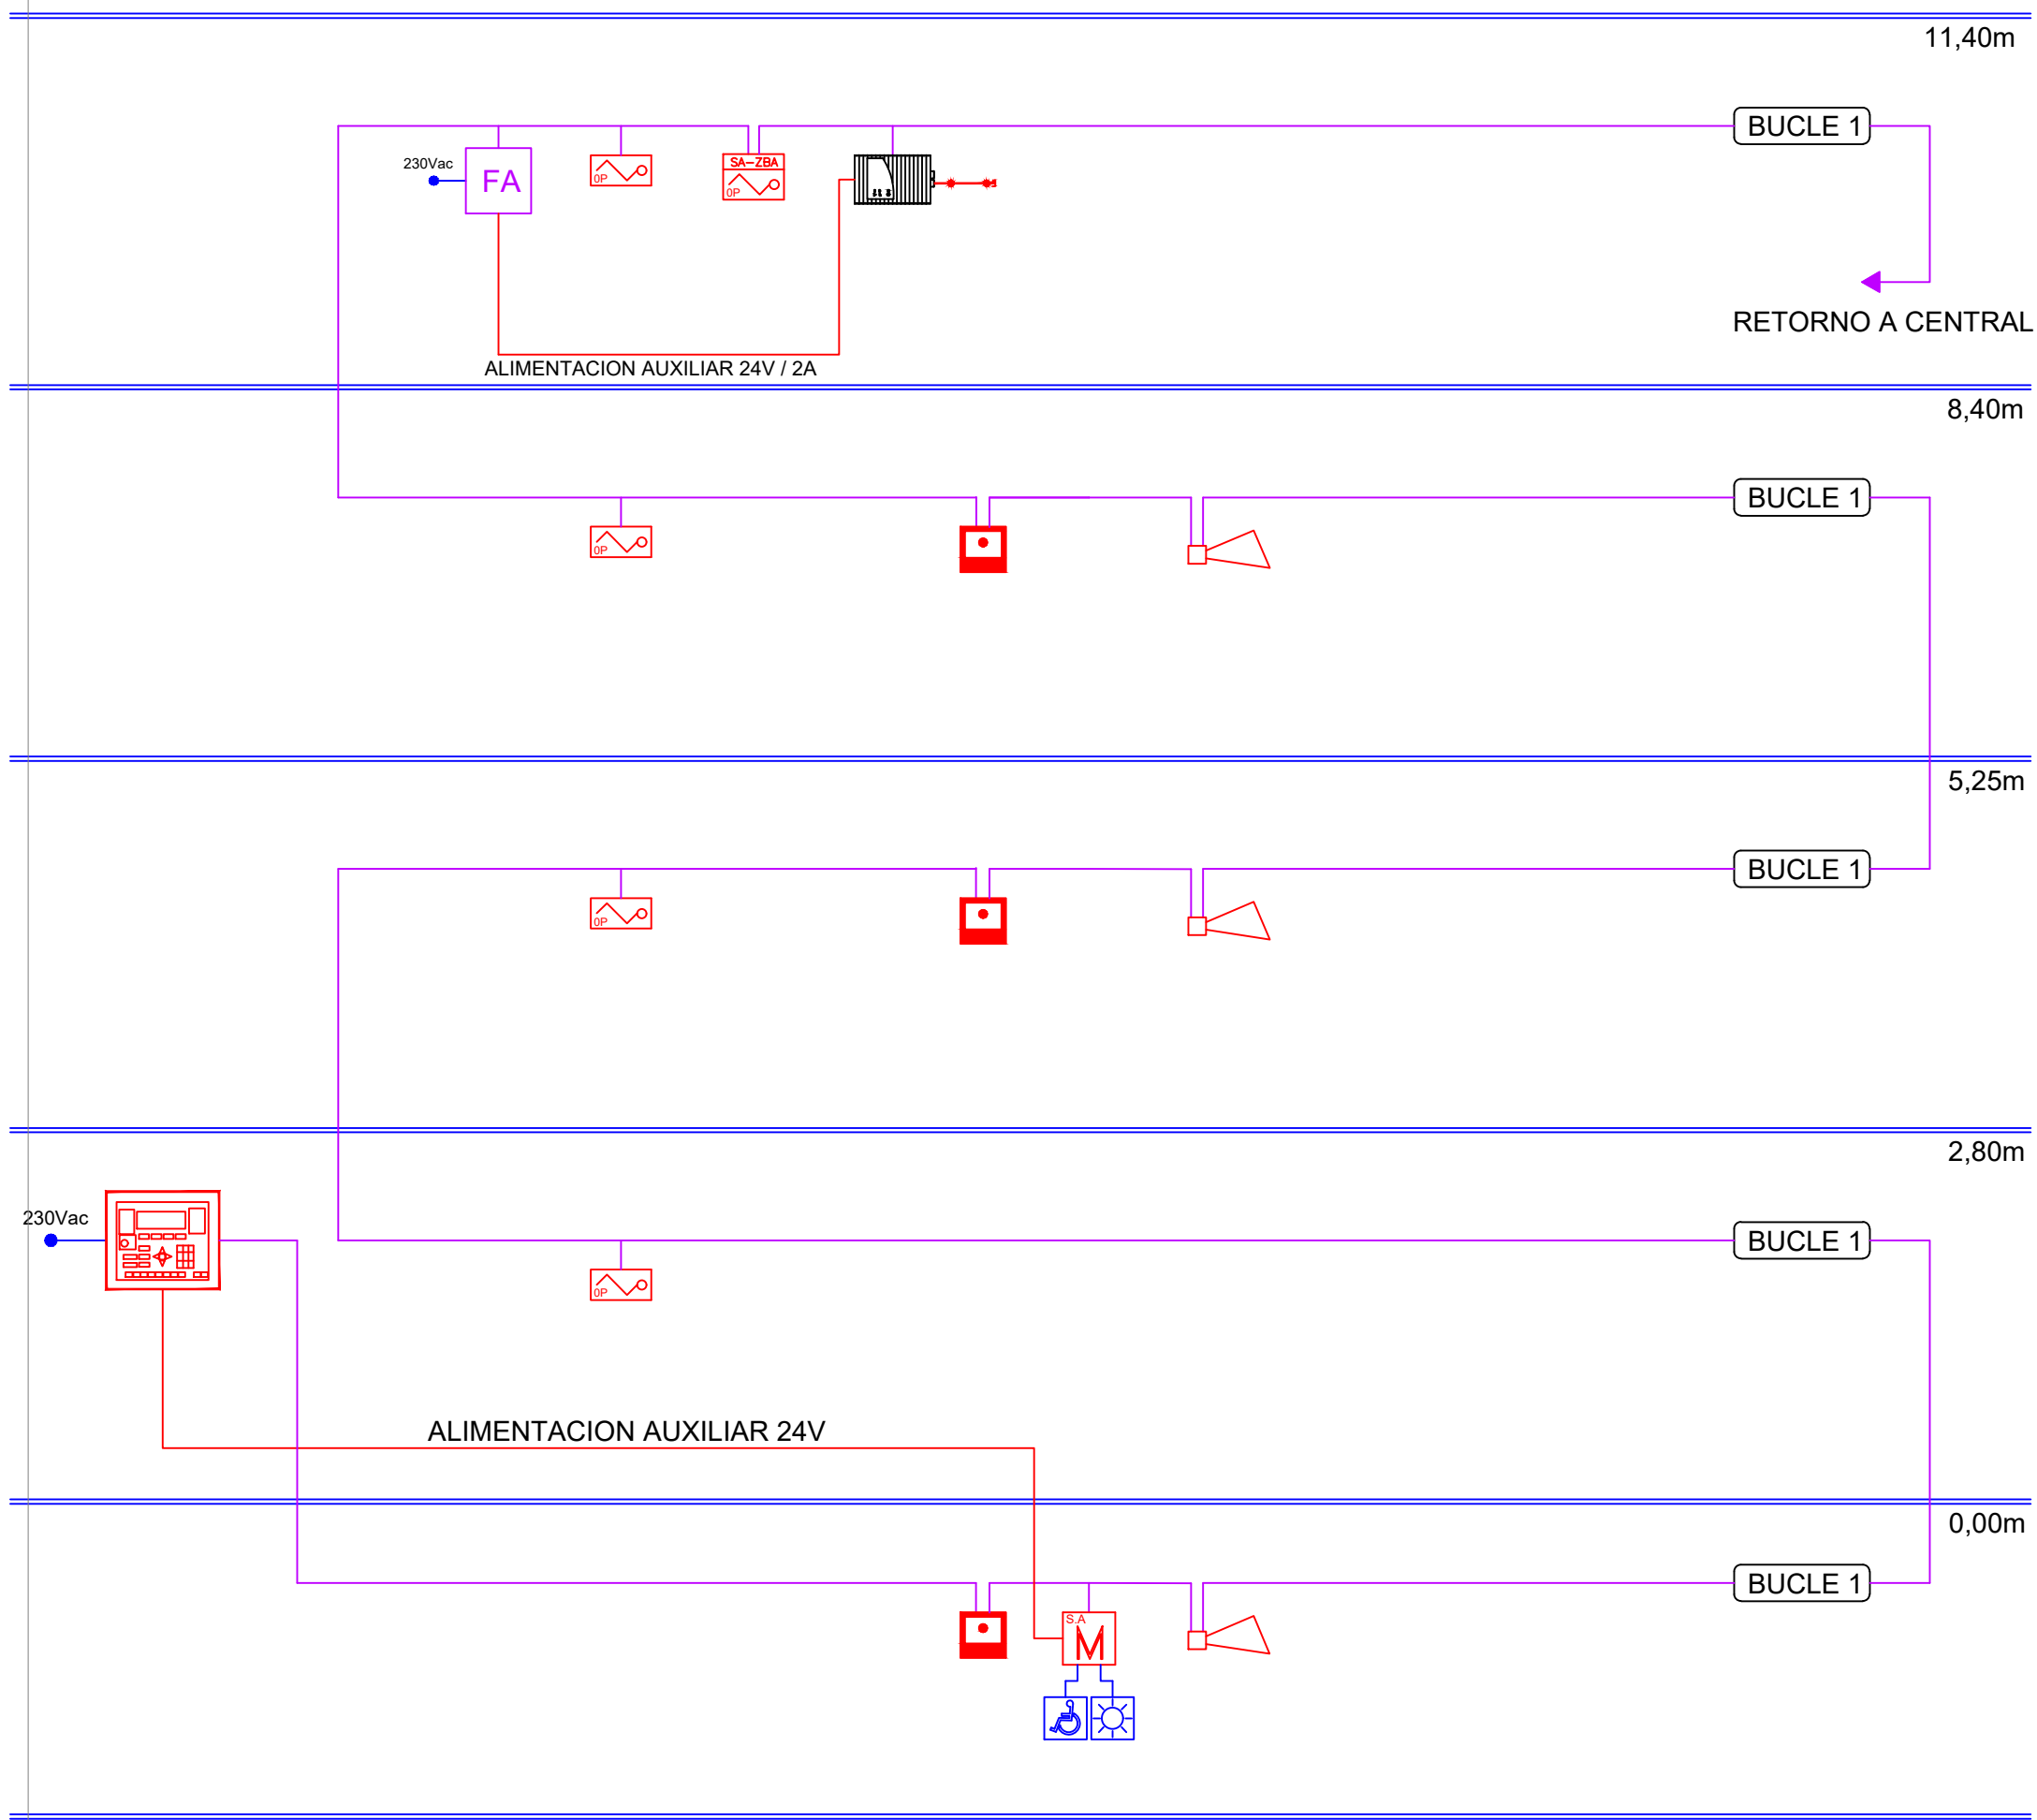 11,40m
BUCLE 1
230Vac
FA
0P
SA-ZBA
0P
RETORNO A CENTRAL
ALIMENTACION AUXILIAR 24V / 2A
8,40m
BUCLE 1
0P
5,25m
BUCLE 1
0P
2,80m
230Vac
BUCLE 1
0P
ALIMENTACION AUXILIAR 24V
0,00m
BUCLE 1
S.A
M